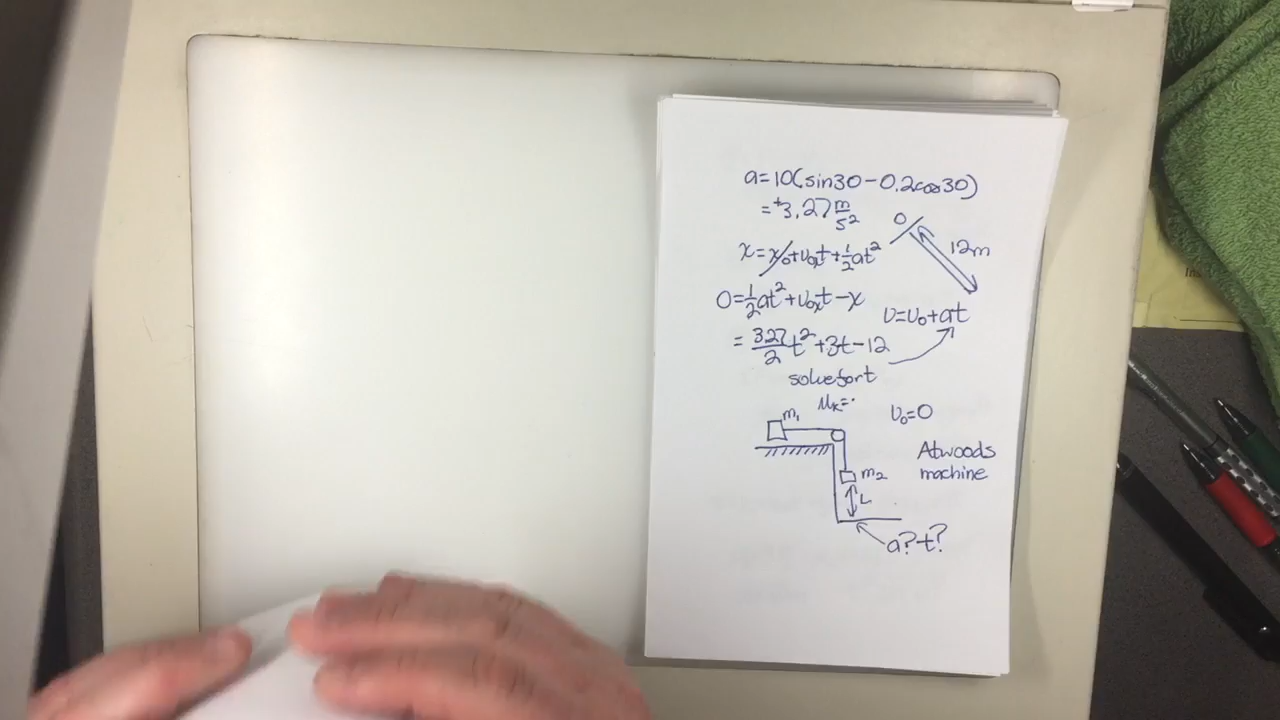 a=10(sin30-0.2cos30)
=+3.27 m/s²
0
12m
x=x₀+v₀ₓt+½at²
0=½at²+v₀ₓt-x
v=v₀+at
=3.27/2 t²+3t-12
solve for t
μₖ=
m₁
v₀=0
Atwoods
machine
m₂
L
a? t?